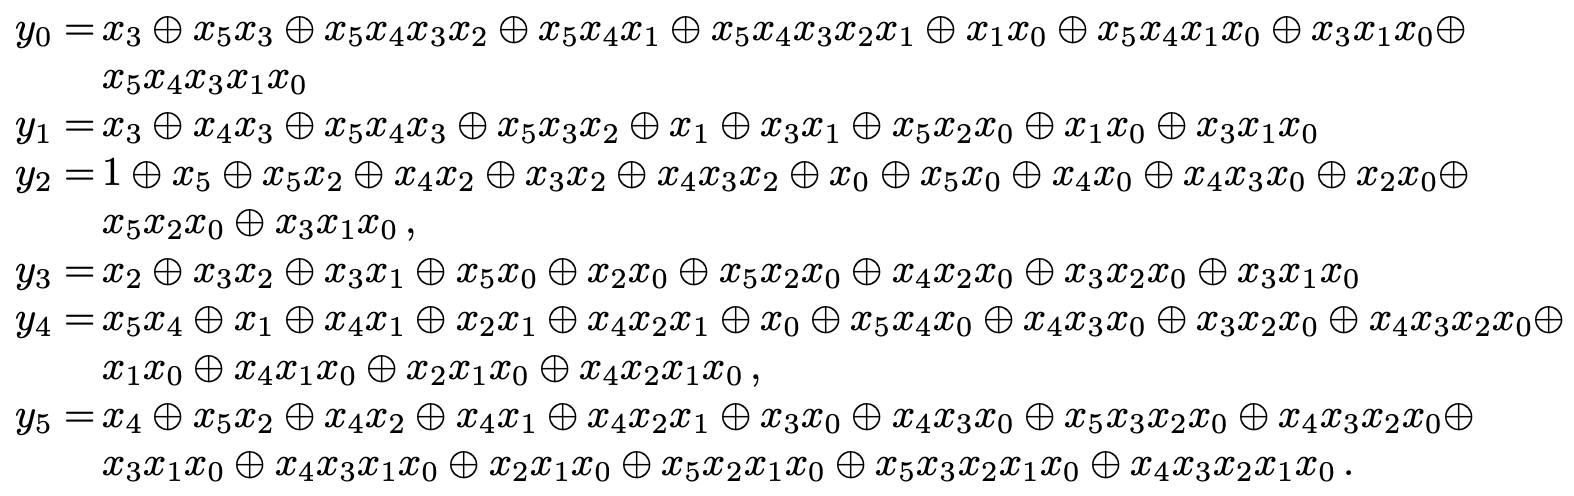 y₀ = x₃ ⊕ x₅x₃ ⊕ x₅x₄x₃x₂ ⊕ x₅x₄x₁ ⊕ x₅x₄x₃x₂x₁ ⊕ x₁x₀ ⊕ x₅x₄x₁x₀ ⊕ x₃x₁x₀⊕
x₅x₄x₃x₁x₀
y₁ = x₃ ⊕ x₄x₃ ⊕ x₅x₄x₃ ⊕ x₅x₃x₂ ⊕ x₁ ⊕ x₃x₁ ⊕ x₅x₂x₀ ⊕ x₁x₀ ⊕ x₃x₁x₀
y₂ = 1 ⊕ x₅ ⊕ x₅x₂ ⊕ x₄x₂ ⊕ x₃x₂ ⊕ x₄x₃x₂ ⊕ x₀ ⊕ x₅x₀ ⊕ x₄x₀ ⊕ x₄x₃x₀ ⊕ x₂x₀⊕
x₅x₂x₀ ⊕ x₃x₁x₀ ,
y₃ = x₂ ⊕ x₃x₂ ⊕ x₃x₁ ⊕ x₅x₀ ⊕ x₂x₀ ⊕ x₅x₂x₀ ⊕ x₄x₂x₀ ⊕ x₃x₂x₀ ⊕ x₃x₁x₀
y₄ = x₅x₄ ⊕ x₁ ⊕ x₄x₁ ⊕ x₂x₁ ⊕ x₄x₂x₁ ⊕ x₀ ⊕ x₅x₄x₀ ⊕ x₄x₃x₀ ⊕ x₃x₂x₀ ⊕ x₄x₃x₂x₀⊕
x₁x₀ ⊕ x₄x₁x₀ ⊕ x₂x₁x₀ ⊕ x₄x₂x₁x₀ ,
y₅ = x₄ ⊕ x₅x₂ ⊕ x₄x₂ ⊕ x₄x₁ ⊕ x₄x₂x₁ ⊕ x₃x₀ ⊕ x₄x₃x₀ ⊕ x₅x₃x₂x₀ ⊕ x₄x₃x₂x₀⊕
x₃x₁x₀ ⊕ x₄x₃x₁x₀ ⊕ x₂x₁x₀ ⊕ x₅x₂x₁x₀ ⊕ x₅x₃x₂x₁x₀ ⊕ x₄x₃x₂x₁x₀ .